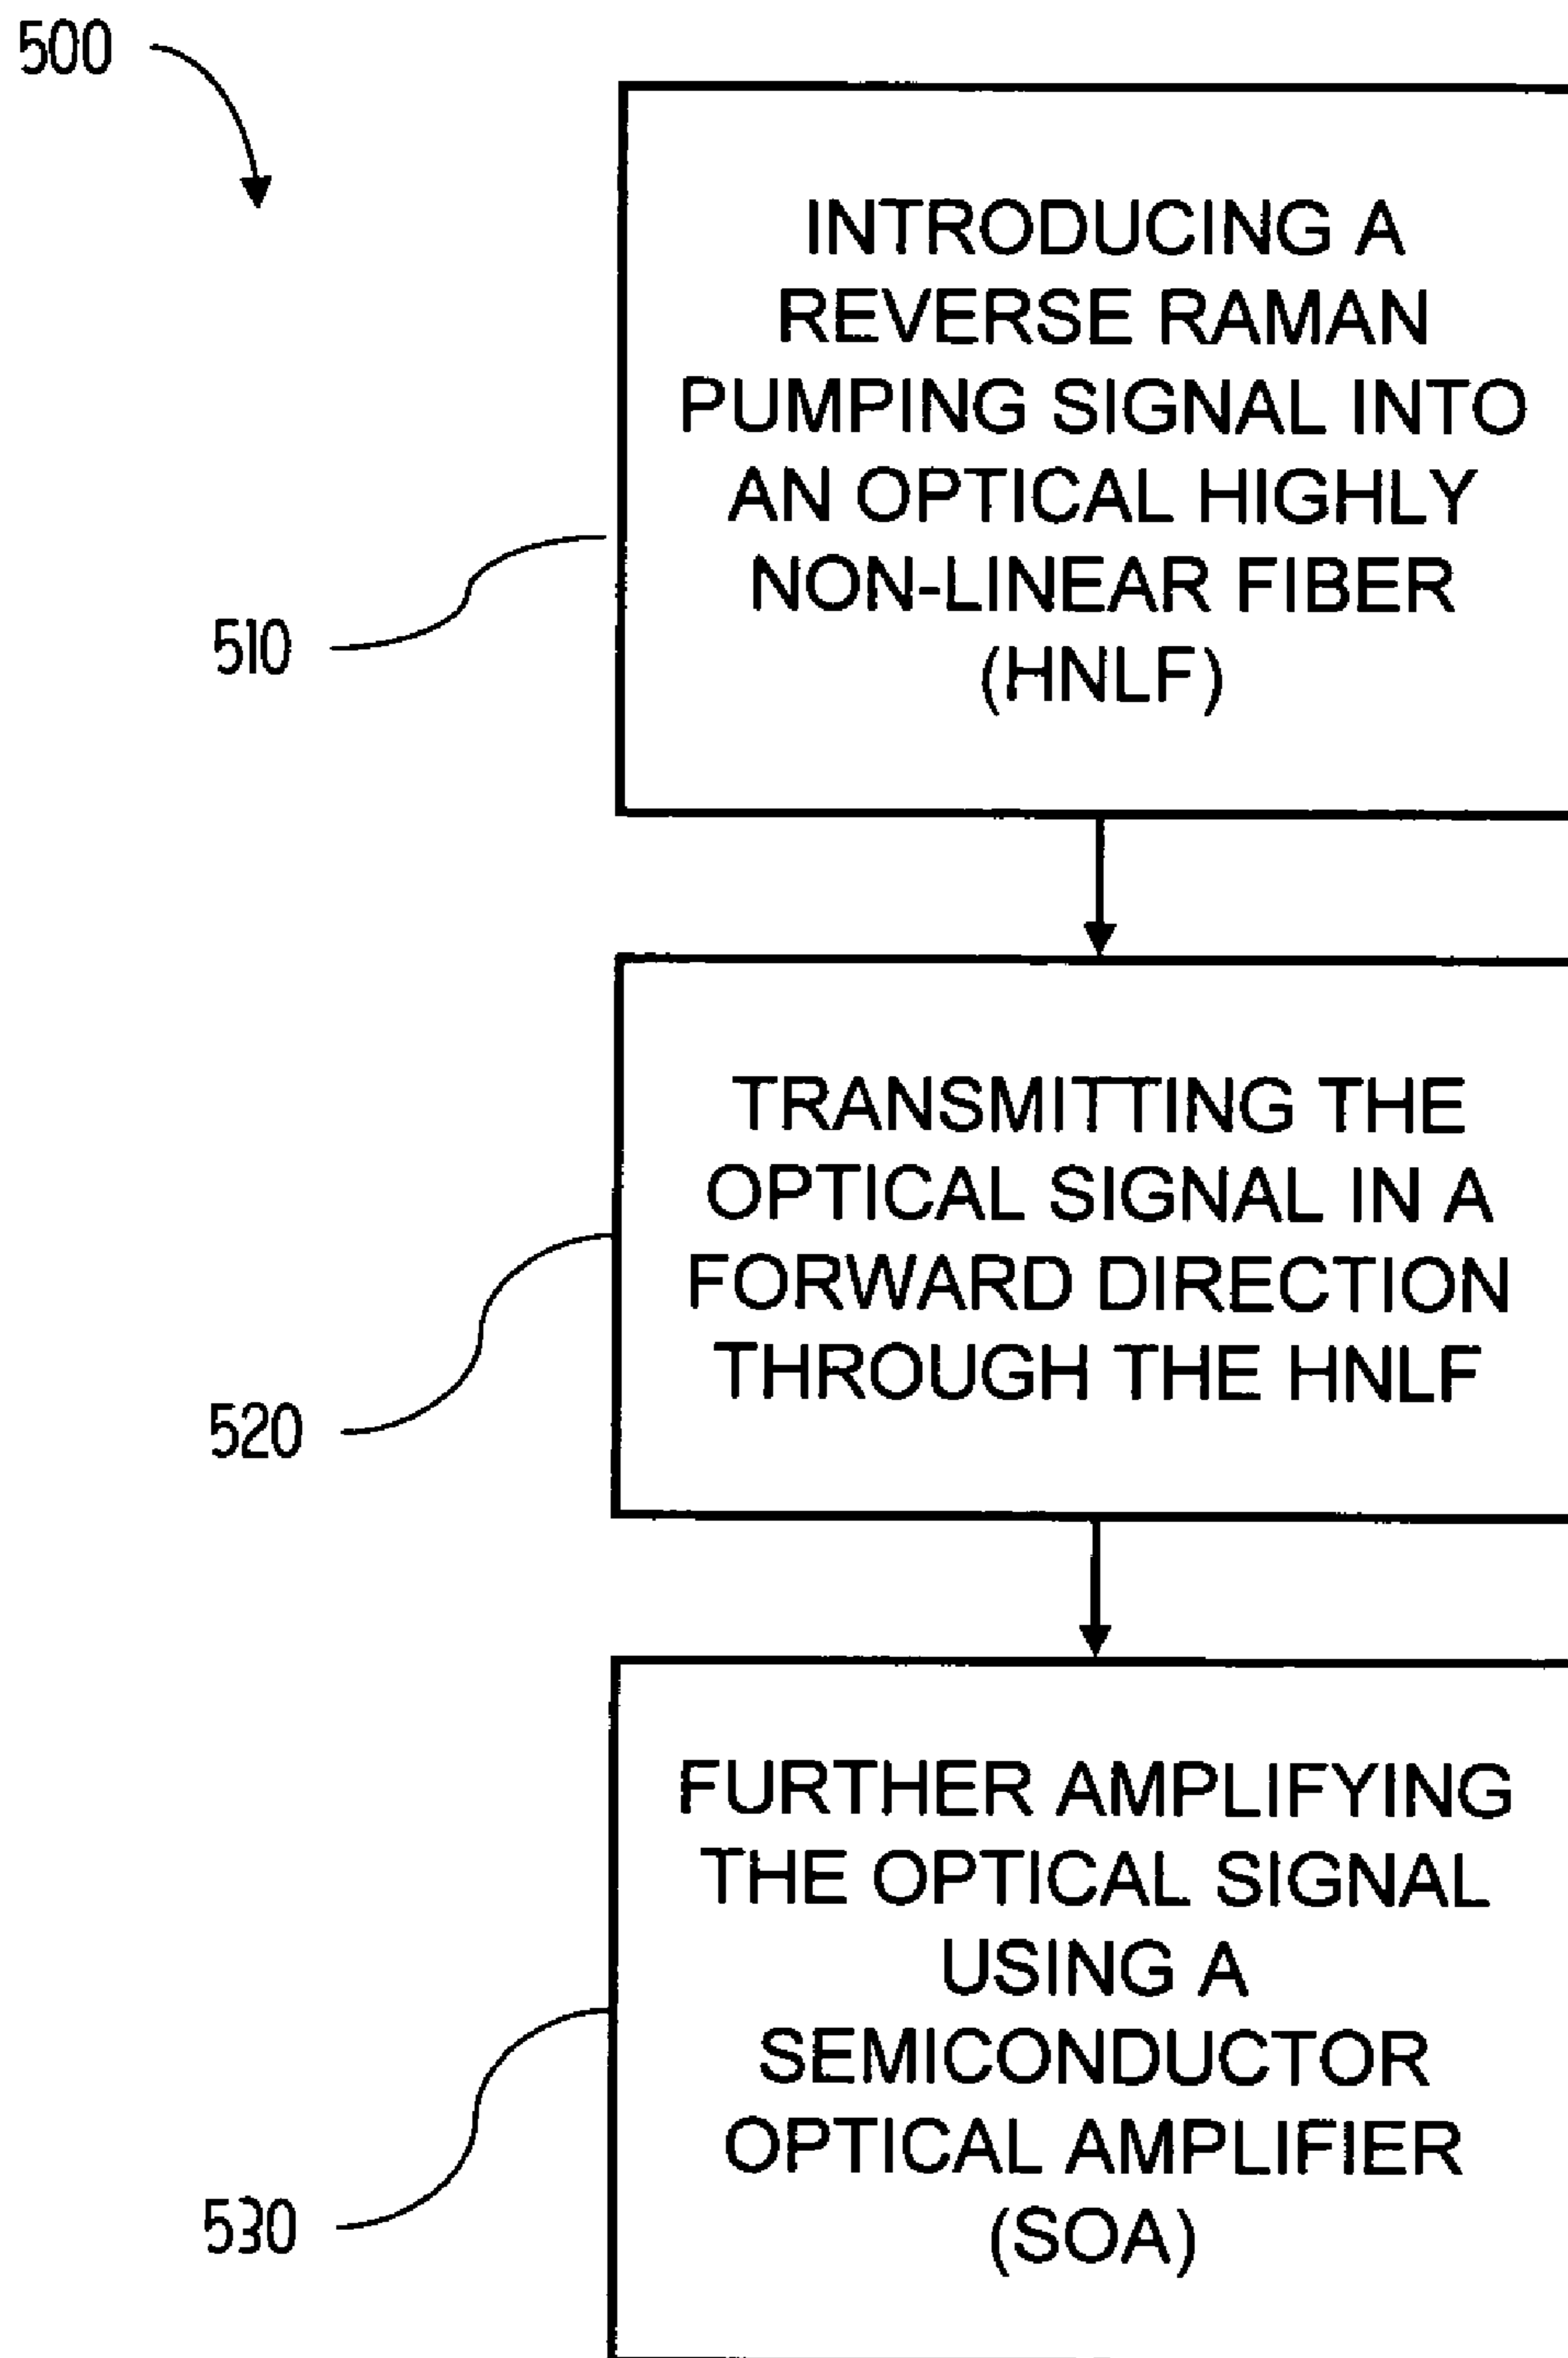 500
INTRODUCING A
REVERSE RAMAN
PUMPING SIGNAL INTO
AN OPTICAL HIGHLY
NON-LINEAR FIBER
(HNLF)
510
TRANSMITTING THE
OPTICAL SIGNAL IN A
FORWARD DIRECTION
THROUGH THE HNLF
520
FURTHER AMPLIFYING
THE OPTICAL SIGNAL
USING A
SEMICONDUCTOR
OPTICAL AMPLIFIER
(SOA)
530